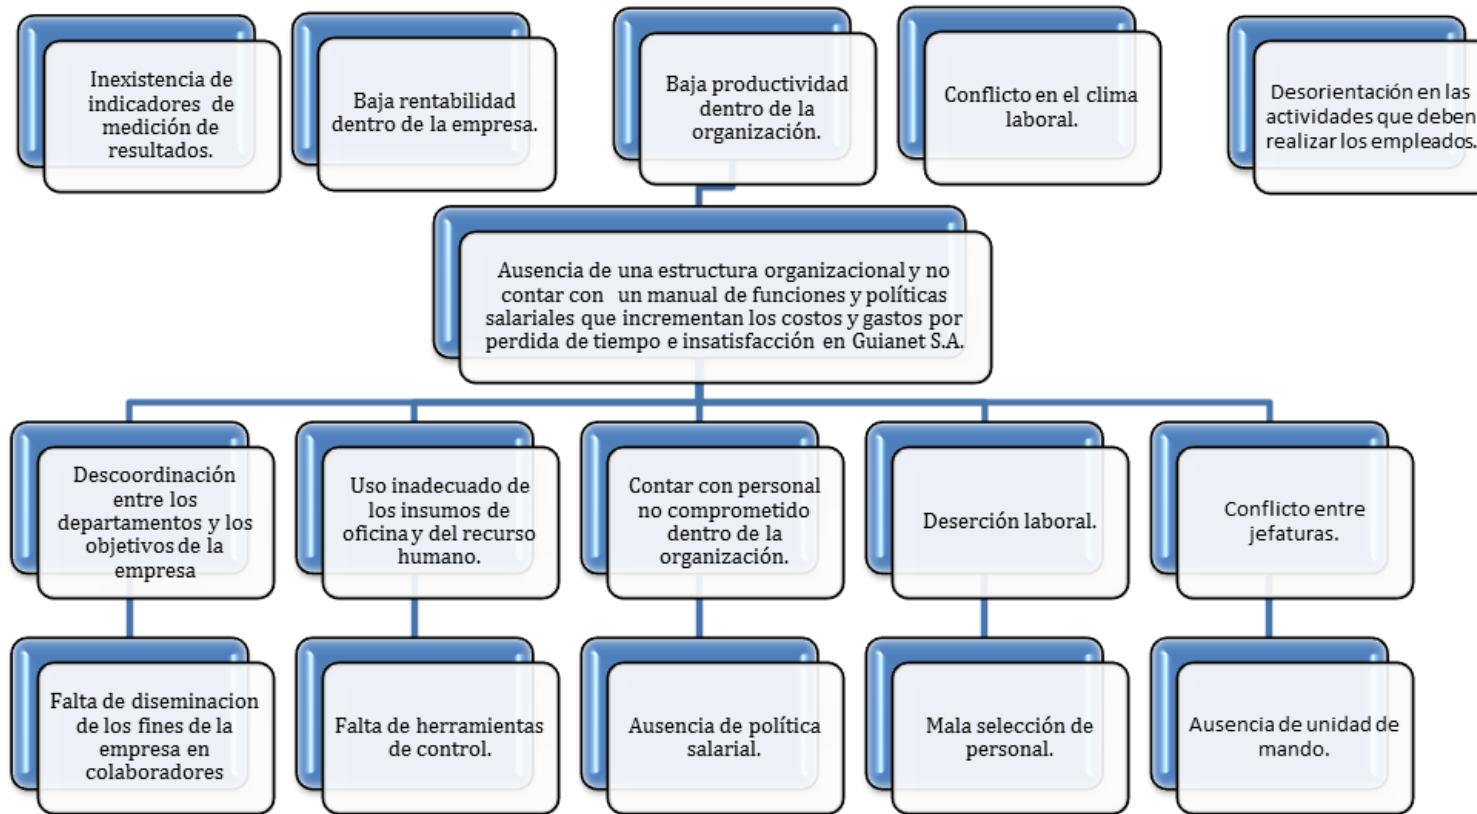 Inexistencia de
indicadores de
medición de
resultados.
Baja rentabilidad
dentro de la empresa.
Baja productividad
dentro de la
organización.
Conflicto en el clima
laboral.
Desorientación en las
actividades que deben
realizar los empleados.
Ausencia de una estructura organizacional y no
contar con un manual de funciones y políticas
salariales que incrementan los costos y gastos por
perdida de tiempo e insatisfacción en Guianet S.A.
Descoordinación
entre los
departamentos y los
objetivos de la
empresa
Uso inadecuado de
los insumos de
oficina y del recurso
humano.
Contar con personal
no comprometido
dentro de la
organización.
Deserción laboral.
Conflicto entre
jefaturas.
Falta de diseminacion
de los fines de la
empresa en
colaboradores
Falta de herramientas
de control.
Ausencia de política
salarial.
Mala selección de
personal.
Ausencia de unidad de
mando.